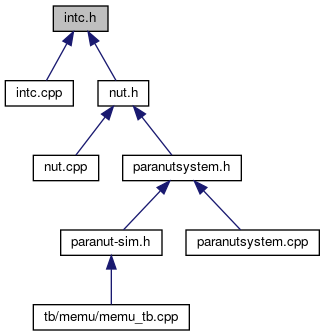 intc.h
intc.cpp
nut.h
nut.cpp
paranutsystem.h
paranut-sim.h
paranutsystem.cpp
tb/memu/memu_tb.cpp